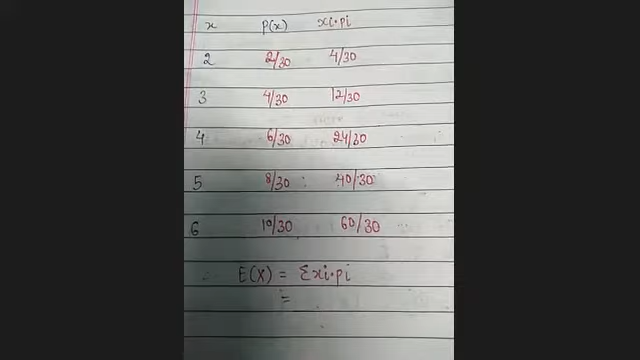 x P(x) xi·pi
2 2/30 4/30
3 4/30 12/30
4 6/30 24/30
5 8/30 40/30
6 10/30 60/30
E(X) = Σxi·pi
=